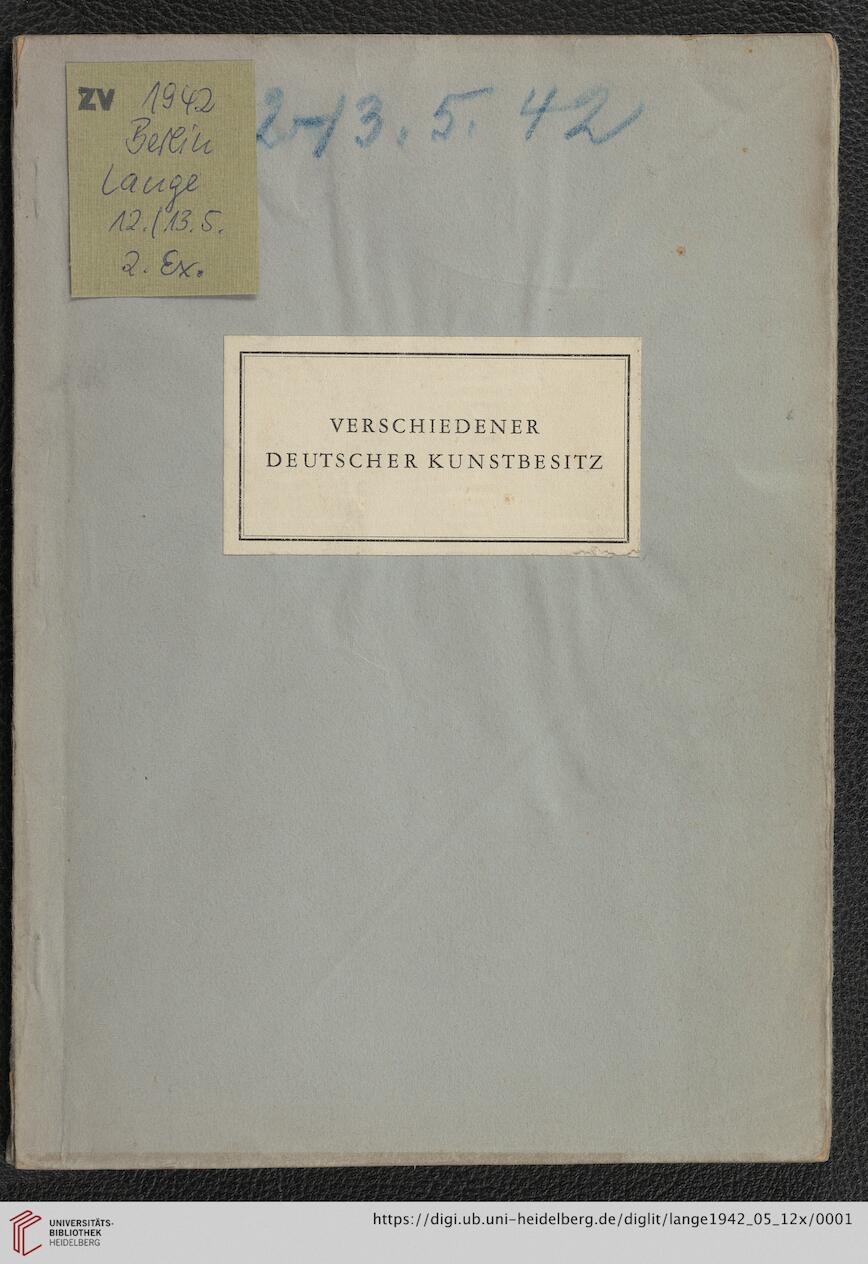 ZV 1942
Berlin
Lange
12./13.5.
2. Ex.
2-13. 5. 42
VERSCHIEDENER
DEUTSCHER KUNSTBESITZ
UNIVERSITÄTS-
BIBLIOTHEK
HEIDELBERG
https://digi.ub.uni-heidelberg.de/diglit/lange1942_05_12x/0001